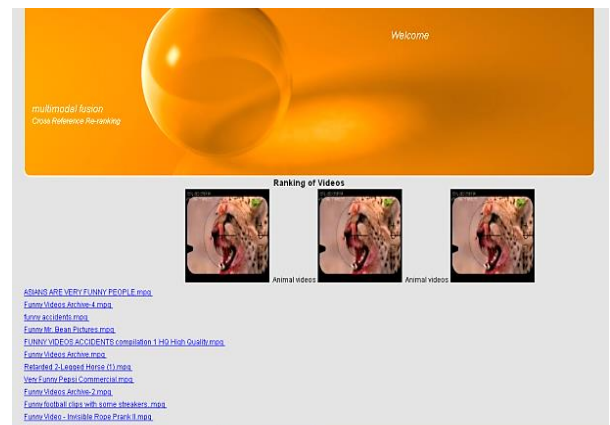 Welcome
multimodal fusion
Cross Reference Re-ranking
Ranking of Videos
Animal videos Animal videos
ASIANS ARE VERY FUNNY PEOPLE.mpg
Funny Videos Archive-4.mpg
funny accidents.mpg
Funny Mr. Bean Pictures.mpg
FUNNY VIDEOS ACCIDENTS compilation 1 HQ High Quality.mpg
Funny Videos Archive.mpg
Retarded 2-Legged Horse (1).mpg
Very Funny Pepsi Commercial.mpg
Funny Videos Archive-2.mpg
Funny football clips with some streakers..mpg
Funny Video - Invisible Rope Prank II.mpg